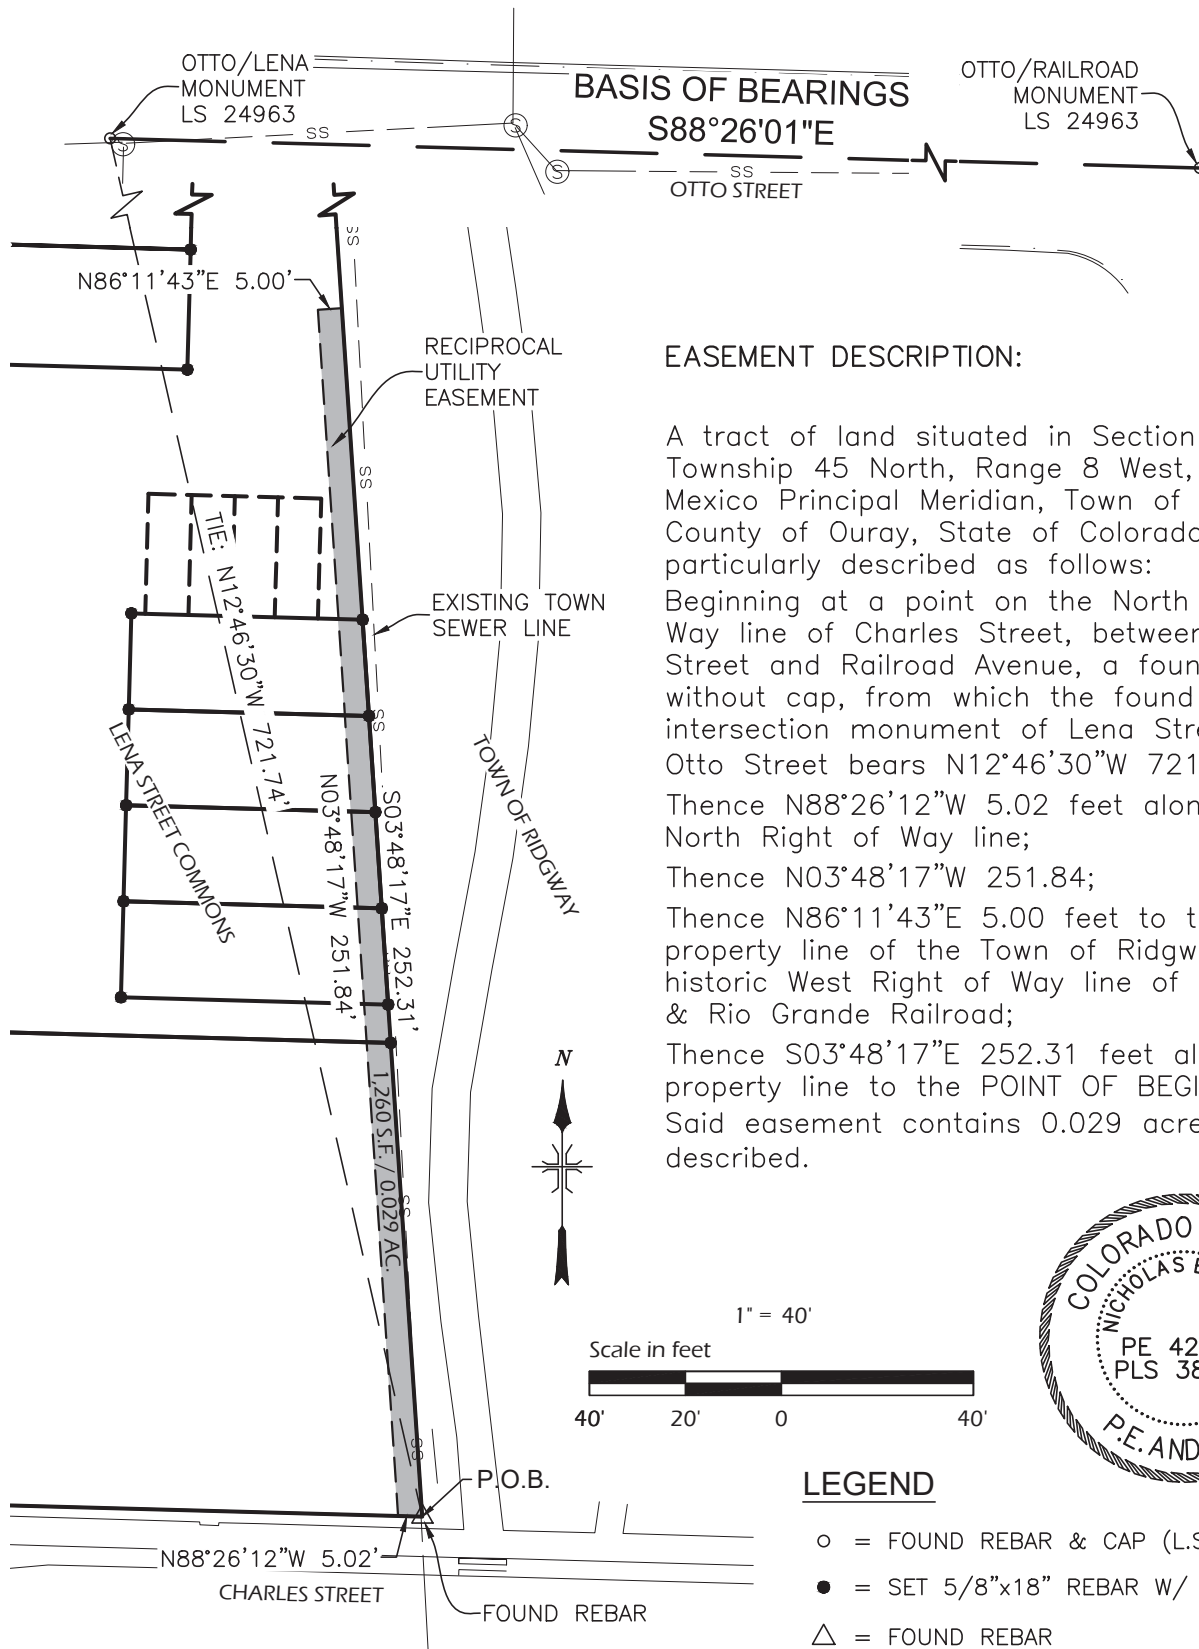 OTTO/LENA
MONUMENT
LS 24963
BASIS OF BEARINGS
S88°26'01"E
OTTO/RAILROAD
MONUMENT
LS 24963
SS
SS
OTTO STREET
S
S
S
SS
N86°11'43"E 5.00'
RECIPROCAL
UTILITY
EASEMENT
SS
EXISTING TOWN
SEWER LINE
TIE: N12°46'30"W 721.74'
SS
LENA STREET COMMONS
TOWN OF RIDGWAY
N03°48'17"W 251.84'
S03°48'17"E 252.31'
1,260 S.F. / 0.029 AC.
SS
SS
P.O.B.
N88°26'12"W 5.02'
CHARLES STREET
FOUND REBAR
EASEMENT DESCRIPTION:
A tract of land situated in Section
Township 45 North, Range 8 West,
Mexico Principal Meridian, Town of
County of Ouray, State of Colorado
particularly described as follows:
Beginning at a point on the North
Way line of Charles Street, between
Street and Railroad Avenue, a foun
without cap, from which the found
intersection monument of Lena Stre
Otto Street bears N12°46'30"W 721
Thence N88°26'12"W 5.02 feet alon
North Right of Way line;
Thence N03°48'17"W 251.84;
Thence N86°11'43"E 5.00 feet to t
property line of the Town of Ridgw
historic West Right of Way line of
& Rio Grande Railroad;
Thence S03°48'17"E 252.31 feet al
property line to the POINT OF BEGI
Said easement contains 0.029 acre
described.
N
1" = 40'
Scale in feet
40' 20' 0 40'
COLORADO
NICHOLAS B
PE 42
PLS 38
P.E. AND
LEGEND
= FOUND REBAR & CAP (L.S
= SET 5/8"x18" REBAR W/
= FOUND REBAR